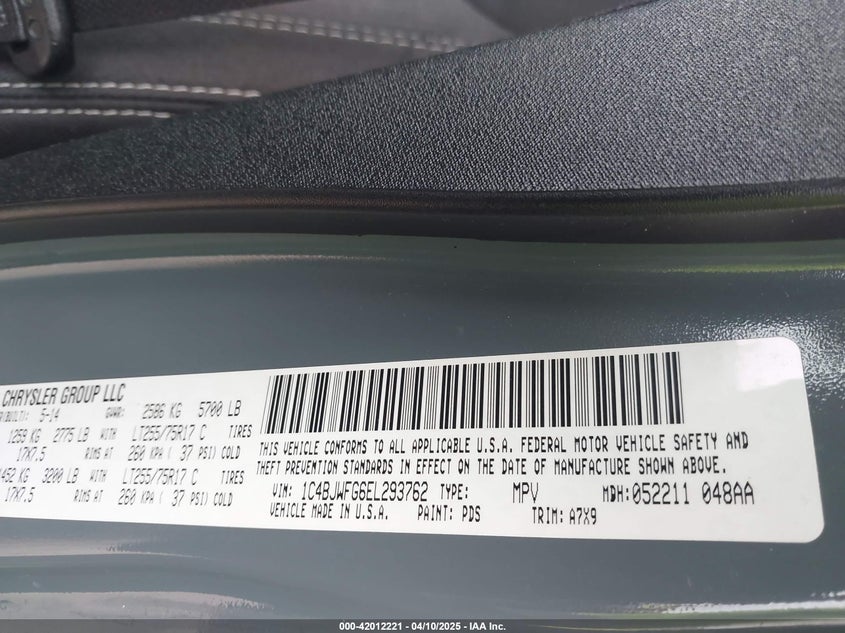 CHRYSLER GROUP LLC
5-14 GVWR: 2586 KG 5700 LB
1259 KG 2775 LB WITH LT255/75R17 C TIRES
17X7.5 RIMS AT 260 KPA ( 37 PSI) COLD
3200 LB WITH LT255/75R17 C TIRES
17X7.5 RIMS AT 260 KPA ( 37 PSI) COLD
THIS VEHICLE CONFORMS TO ALL APPLICABLE U.S.A. FEDERAL MOTOR VEHICLE SAFETY AND
THEFT PREVENTION STANDARDS IN EFFECT ON THE DATE OF MANUFACTURE SHOWN ABOVE.
VIN: 1C4BJWFG6EL293762 TYPE: MPV MDH:052211 048AA
VEHICLE MADE IN U.S.A. PAINT: PDS TRIM: A7X9
000-42012221 - 04/10/2025 - IAA Inc.